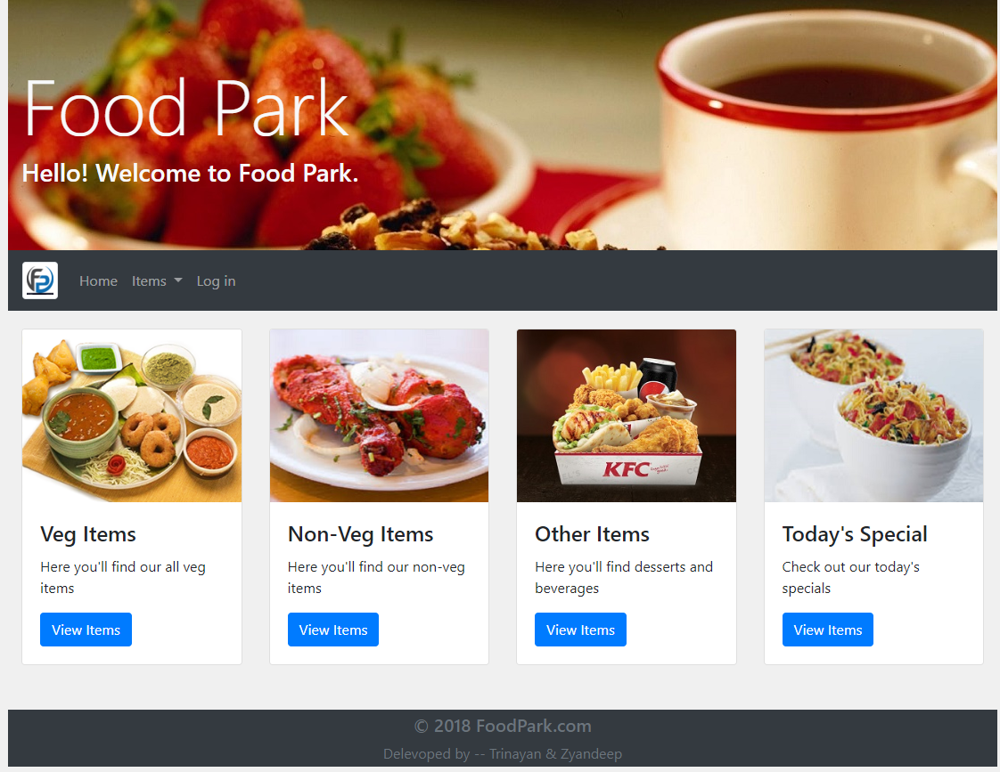 Food Park
Hello! Welcome to Food Park.
FP
Home Items Log in
KFC
Veg Items
Here you'll find our all veg
items
View Items
Non-Veg Items
Here you'll find our non-veg
items
View Items
Other Items
Here you'll find desserts and
beverages
View Items
Today's Special
Check out our today's
specials
View Items
© 2018 FoodPark.com
Delevoped by -- Trinayan & Zyandeep